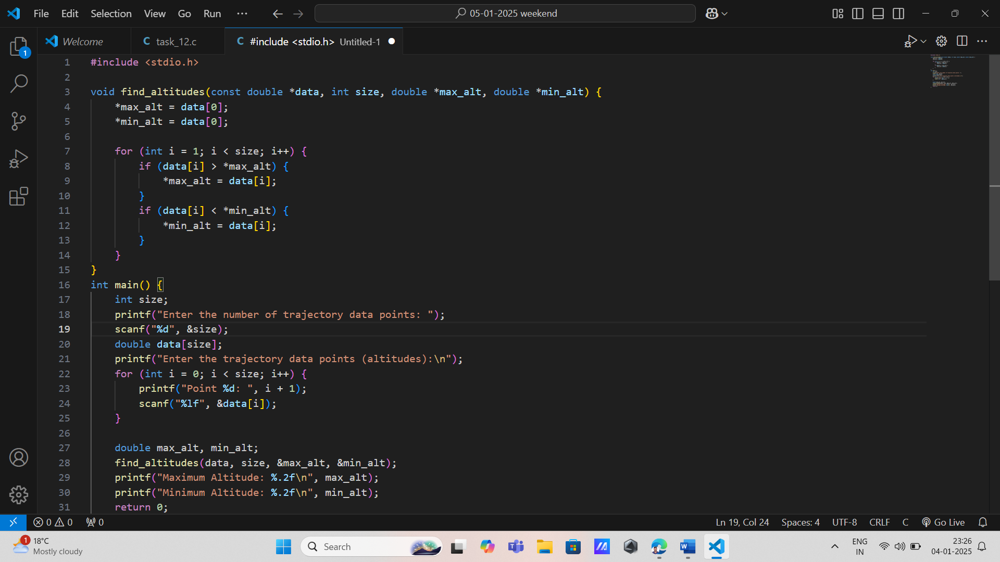 File Edit Selection View Go Run ··· 05-01-2025 weekend
1
Welcome
C task_12.c
C #include <stdio.h> Untitled-1
1 #include <stdio.h>
2
3 void find_altitudes(const double *data, int size, double *max_alt, double *min_alt) {
4     *max_alt = data[0];
5     *min_alt = data[0];
6
7     for (int i = 1; i < size; i++) {
8         if (data[i] > *max_alt) {
9             *max_alt = data[i];
10         }
11         if (data[i] < *min_alt) {
12             *min_alt = data[i];
13         }
14     }
15 }
16 int main() {
17     int size;
18     printf("Enter the number of trajectory data points: ");
19     scanf("%d", &size);
20     double data[size];
21     printf("Enter the trajectory data points (altitudes):\n");
22     for (int i = 0; i < size; i++) {
23         printf("Point %d: ", i + 1);
24         scanf("%lf", &data[i]);
25     }
26
27     double max_alt, min_alt;
28     find_altitudes(data, size, &max_alt, &min_alt);
29     printf("Maximum Altitude: %.2f\n", max_alt);
30     printf("Minimum Altitude: %.2f\n", min_alt);
31     return 0;
0 0 0 Ln 19, Col 24 Spaces: 4 UTF-8 CRLF C Go Live
1
18°C
Mostly cloudy
Search
ENG
IN
23:26
04-01-2025